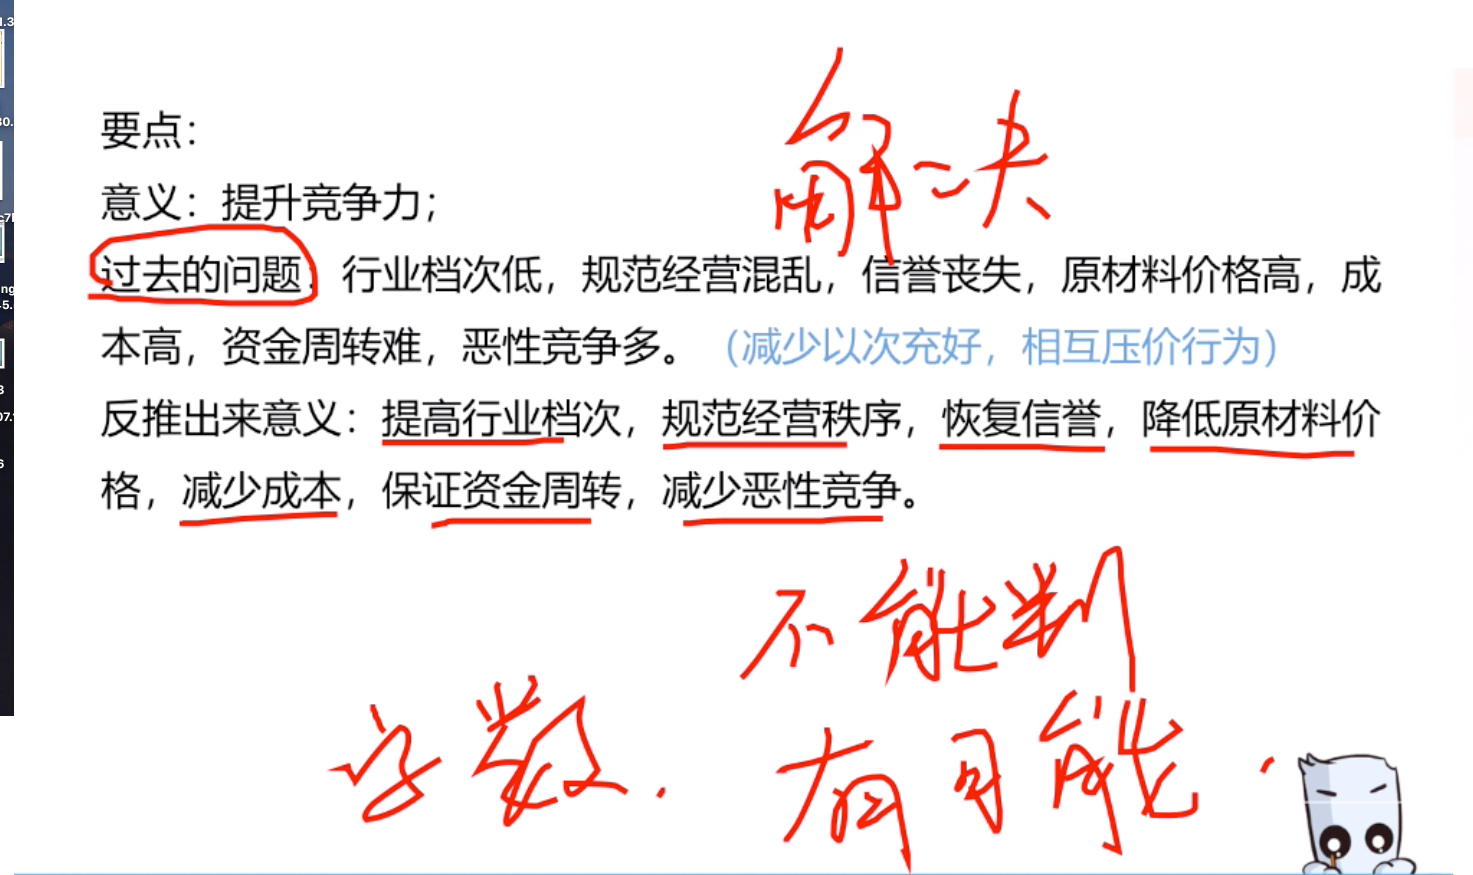 解决
要点：
意义：提升竞争力；
过去的问题：行业档次低，规范经营混乱，信誉丧失，原材料价格高，成
本高，资金周转难，恶性竞争多。（减少以次充好，相互压价行为）
反推出来意义：提高行业档次，规范经营秩序，恢复信誉，降低原材料价
格，减少成本，保证资金周转，减少恶性竞争。
不能判
字数.
有可能.